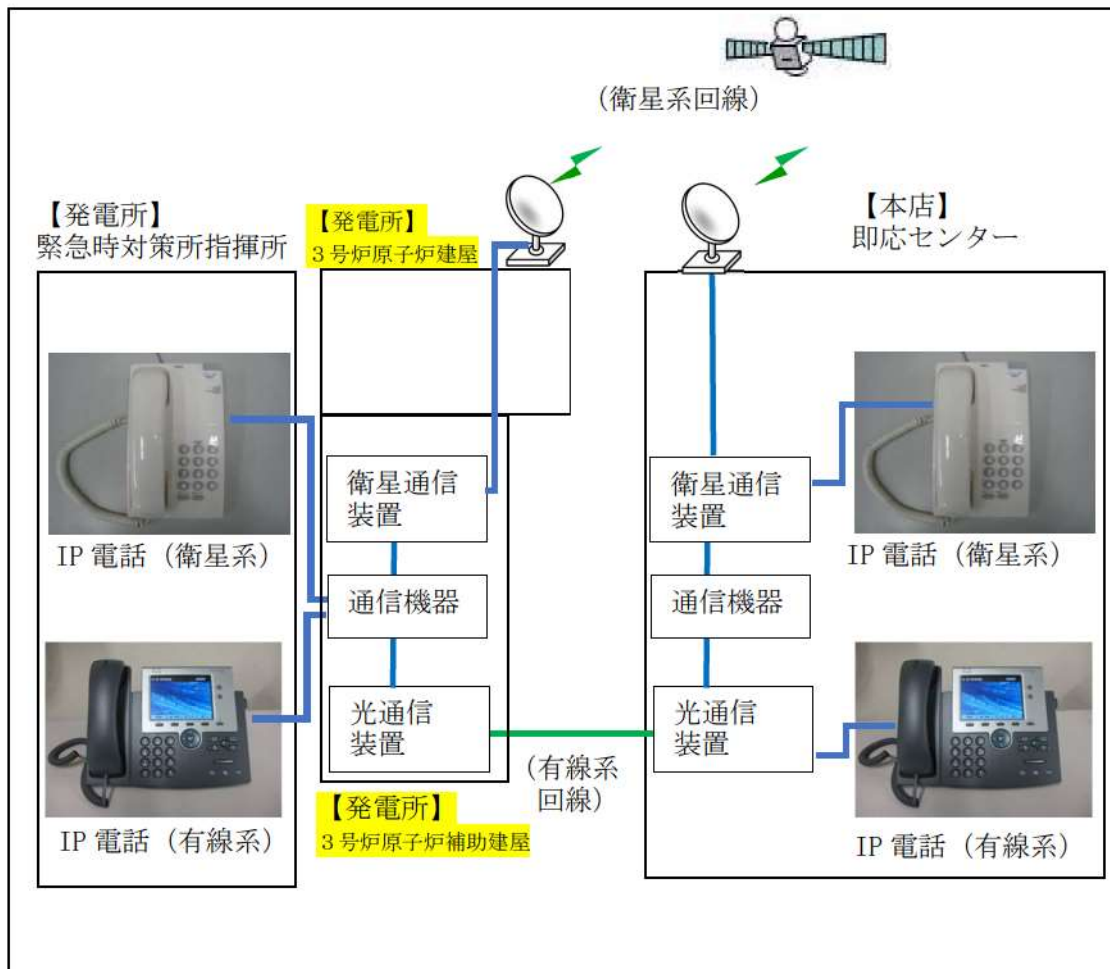 （衛星系回線）
【発電所】
緊急時対策所指揮所
【発電所】
３号炉原子炉建屋
【本店】
即応センター
IP 電話（衛星系）
衛星通信
装置
通信機器
光通信
装置
IP 電話（有線系）
【発電所】
３号炉原子炉補助建屋
（有線系
回線）
衛星通信
装置
通信機器
光通信
装置
IP 電話（衛星系）
IP 電話（有線系）